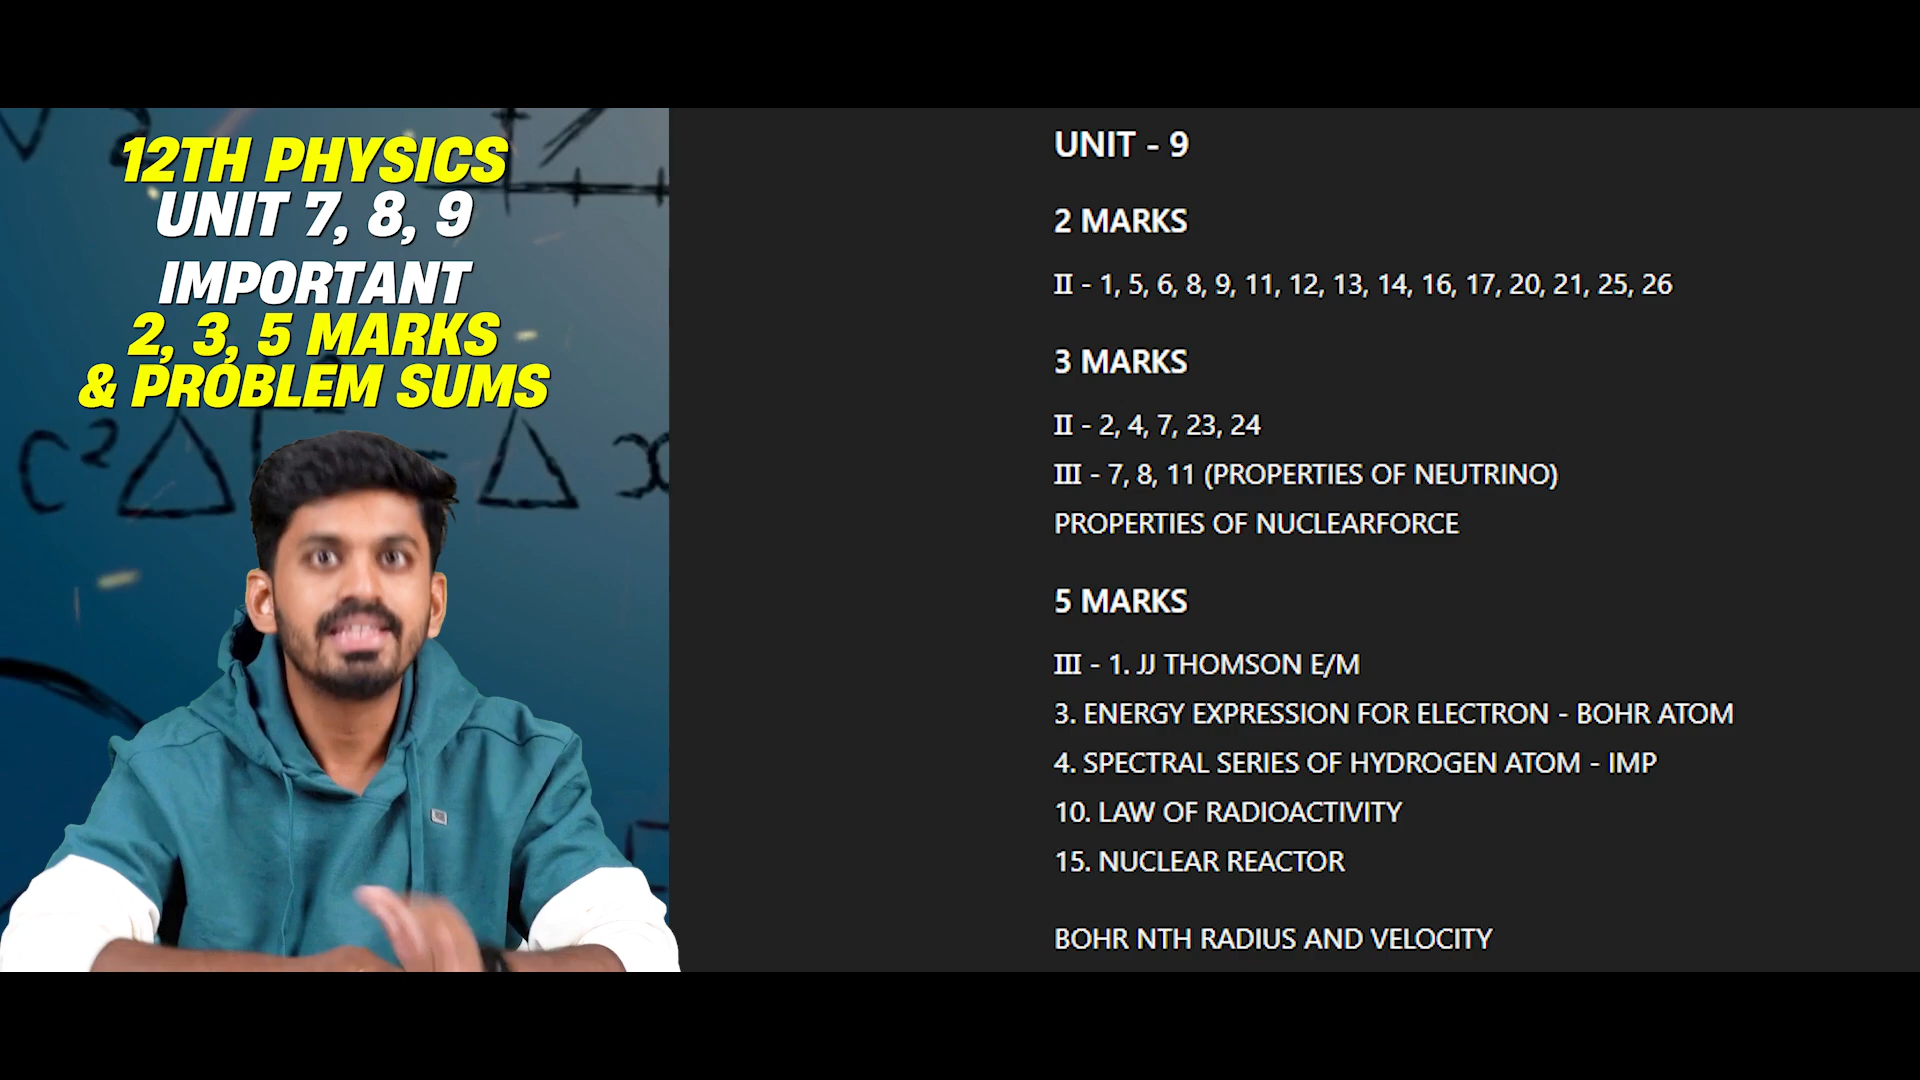 12TH PHYSICS
UNIT 7, 8, 9
IMPORTANT
2, 3, 5 MARKS
& PROBLEM SUMS
UNIT - 9
2 MARKS
II - 1, 5, 6, 8, 9, 11, 12, 13, 14, 16, 17, 20, 21, 25, 26
3 MARKS
II - 2, 4, 7, 23, 24
III - 7, 8, 11 (PROPERTIES OF NEUTRINO)
PROPERTIES OF NUCLEARFORCE
5 MARKS
III - 1. JJ THOMSON E/M
3. ENERGY EXPRESSION FOR ELECTRON - BOHR ATOM
4. SPECTRAL SERIES OF HYDROGEN ATOM - IMP
10. LAW OF RADIOACTIVITY
15. NUCLEAR REACTOR
BOHR NTH RADIUS AND VELOCITY